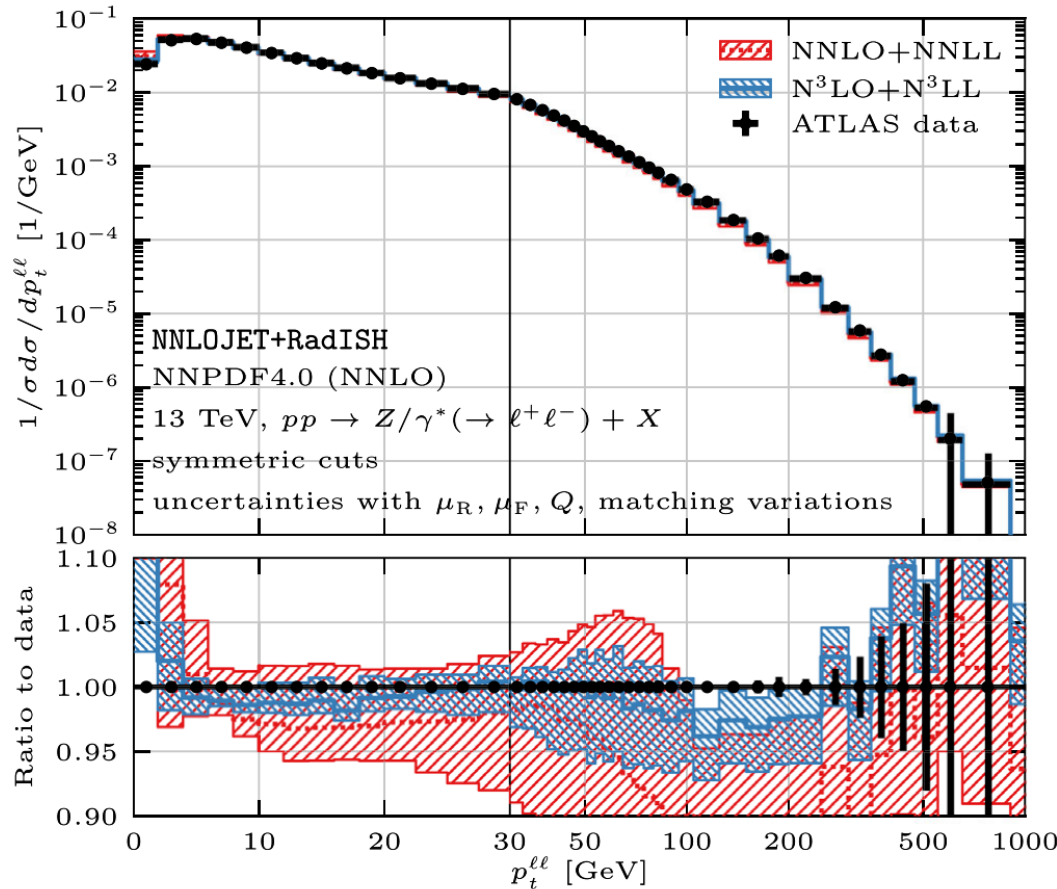 10⁻¹
10⁻²
10⁻³
10⁻⁴
10⁻⁵
10⁻⁶
10⁻⁷
10⁻⁸
1/σ dσ/dp_t^{ℓℓ} [1/GeV]
NNLO+NNLL
N³LO+N³LL
ATLAS data
NNLOJET+RadISH
NNPDF4.0 (NNLO)
13 TeV, pp → Z/γ*(→ ℓ⁺ℓ⁻) + X
symmetric cuts
uncertainties with μ_R, μ_F, Q, matching variations
1.10
1.05
1.00
0.95
0.90
Ratio to data
0 10 20 30 50 100 200 500 1000
p_t^{ℓℓ} [GeV]